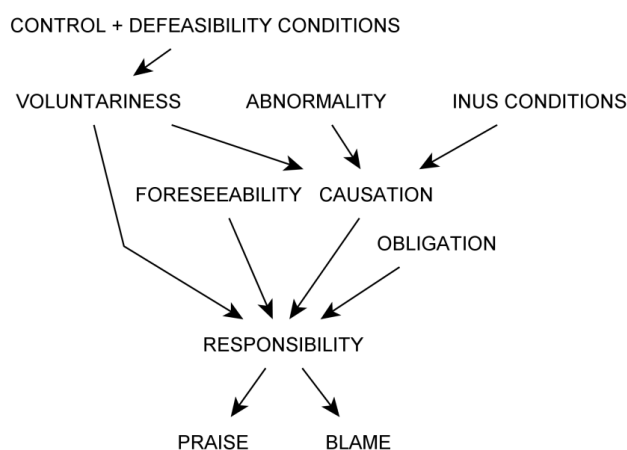 CONTROL + DEFEASIBILITY CONDITIONS
VOLUNTARINESS ABNORMALITY INUS CONDITIONS
FORESEEABILITY CAUSATION
OBLIGATION
RESPONSIBILITY
PRAISE BLAME